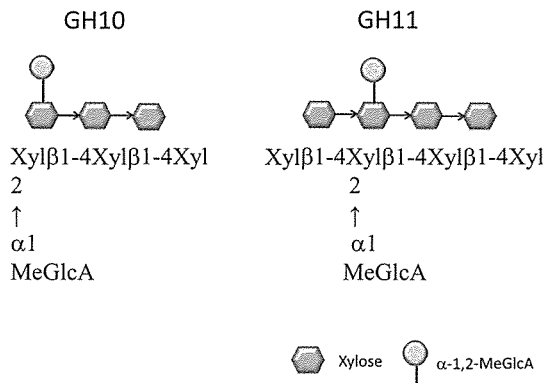 GH10
GH11
Xylβ1-4Xylβ1-4Xyl
2
↑
α1
MeGlcA
Xylβ1-4Xylβ1-4Xylβ1-4Xyl
2
↑
α1
MeGlcA
Xylose
α-1,2-MeGlcA